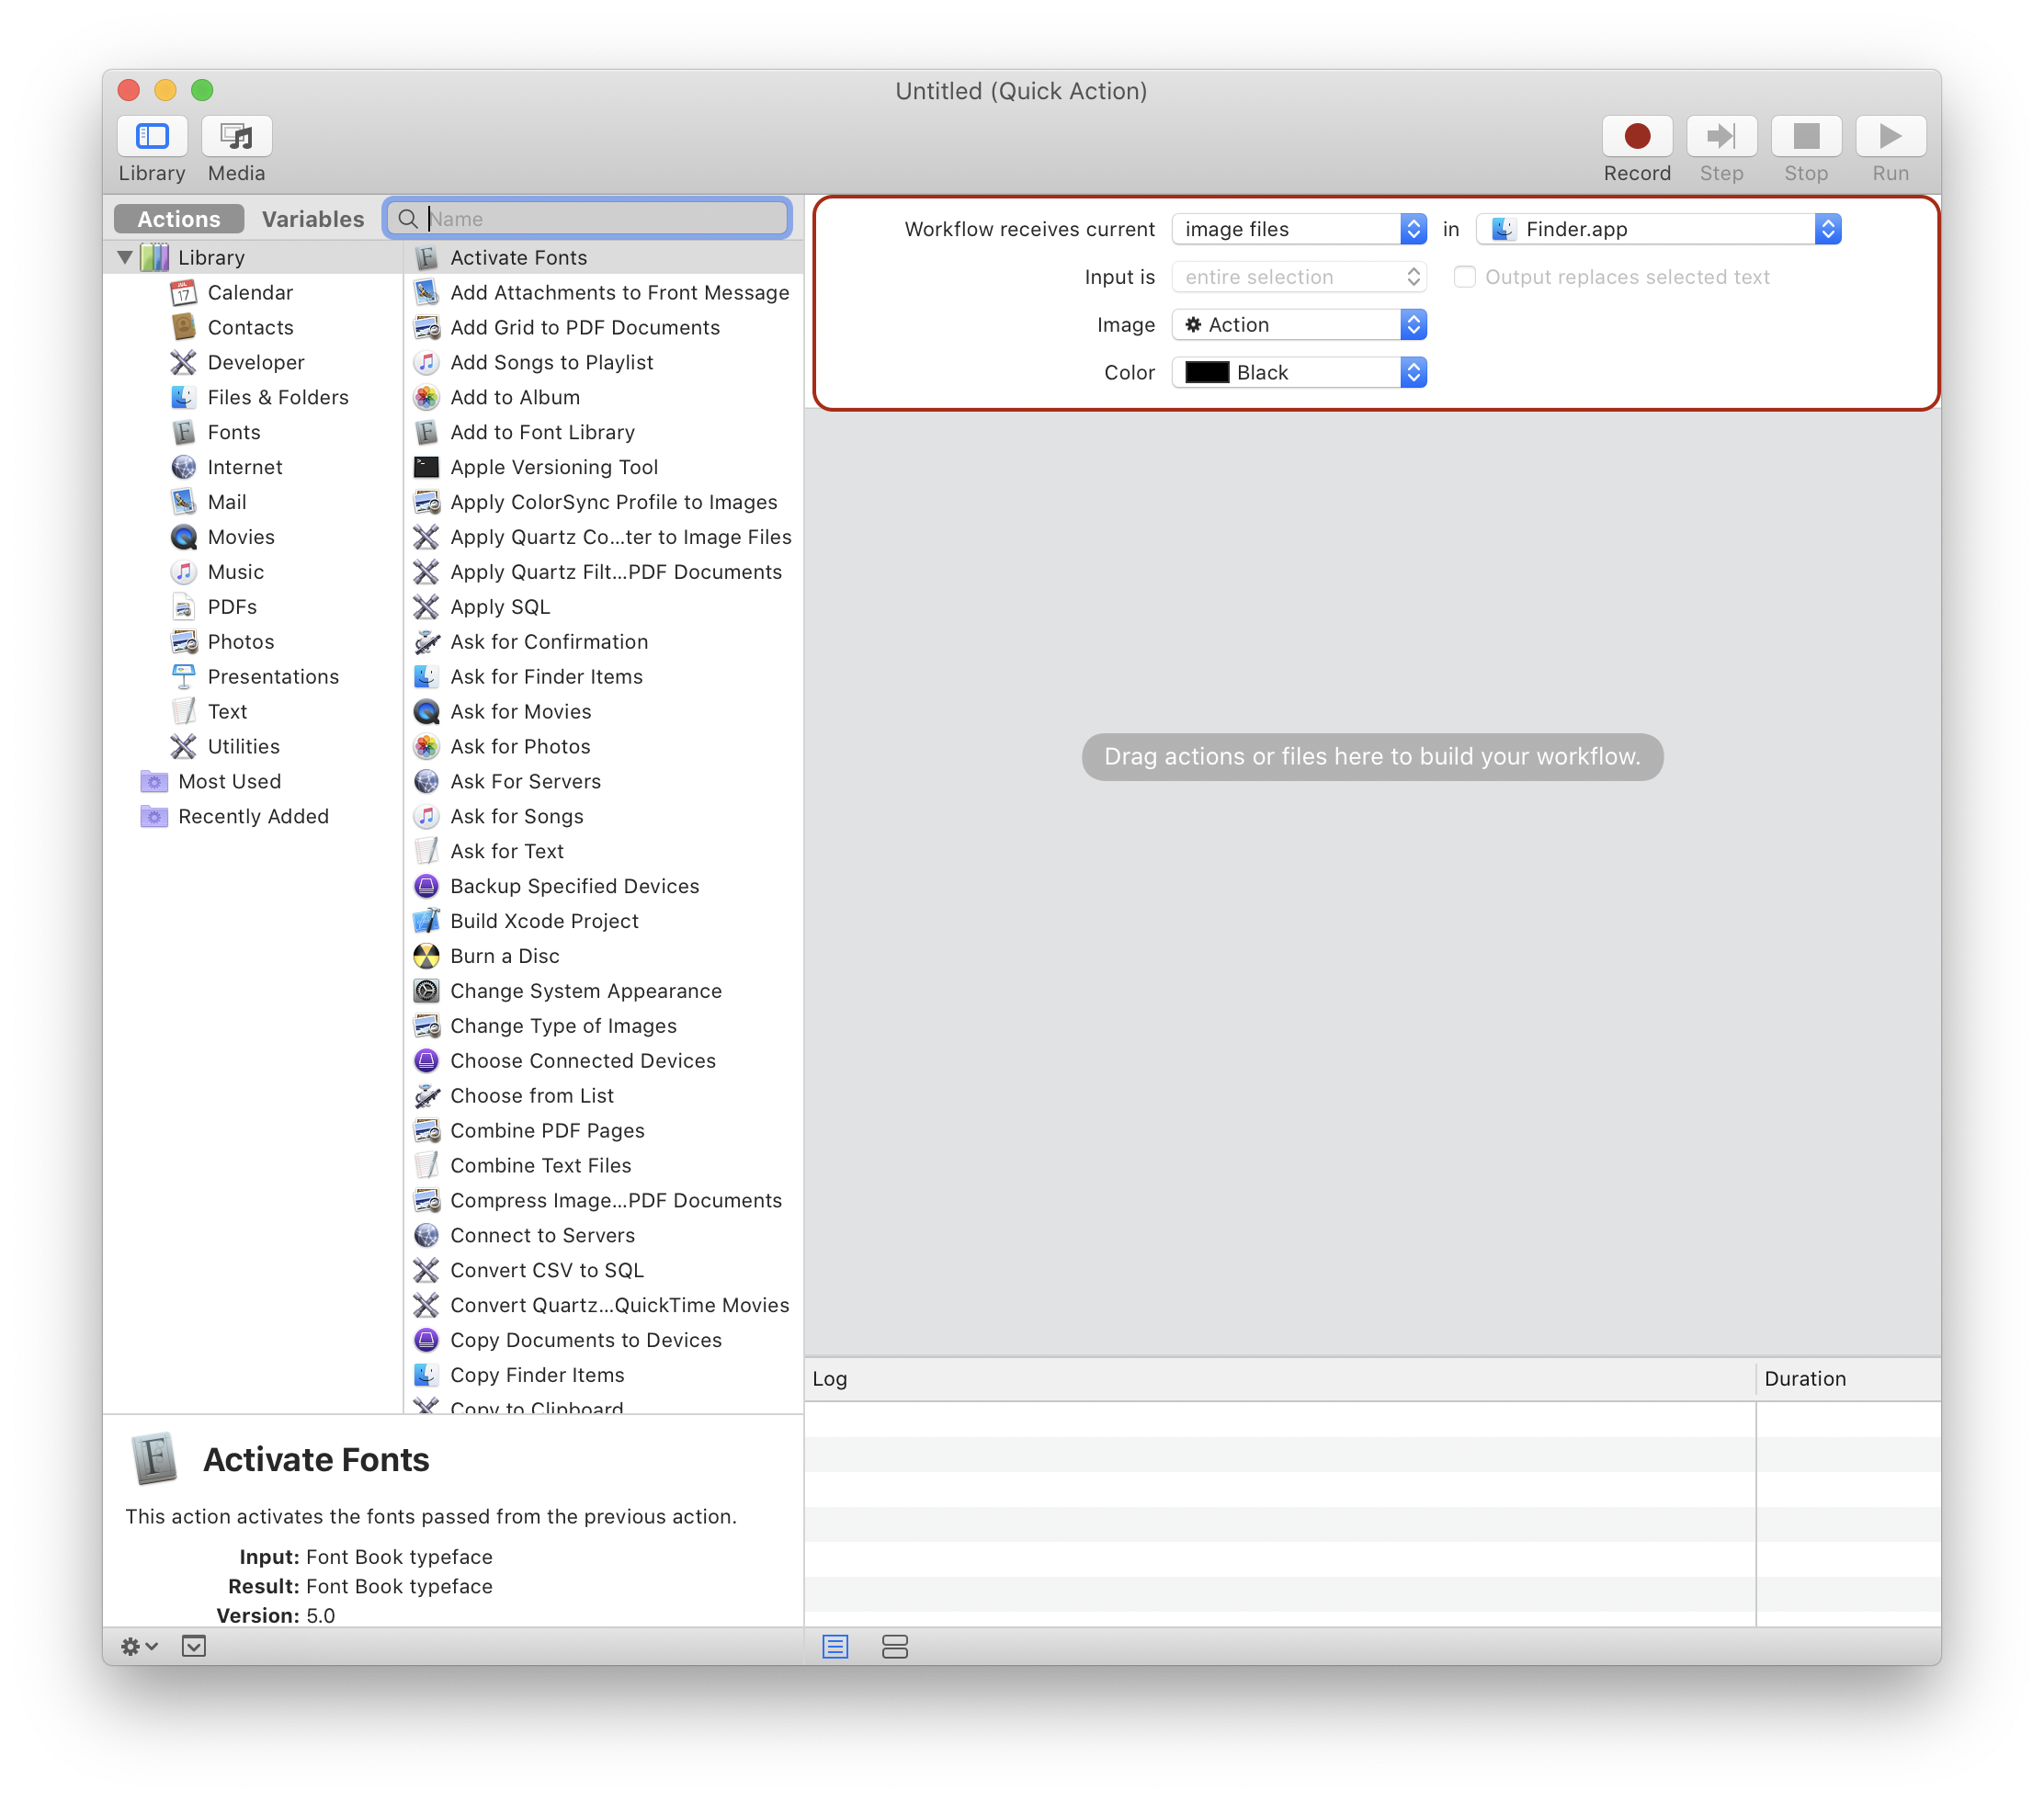 Untitled (Quick Action)
Library
Media
Record
Step
Stop
Run
Actions
Variables
Name
Library
Calendar
Contacts
Developer
Files & Folders
Fonts
Internet
Mail
Movies
Music
PDFs
Photos
Presentations
Text
Utilities
Most Used
Recently Added
Activate Fonts
Add Attachments to Front Message
Add Grid to PDF Documents
Add Songs to Playlist
Add to Album
Add to Font Library
Apple Versioning Tool
Apply ColorSync Profile to Images
Apply Quartz Co...ter to Image Files
Apply Quartz Filt...PDF Documents
Apply SQL
Ask for Confirmation
Ask for Finder Items
Ask for Movies
Ask for Photos
Ask For Servers
Ask for Songs
Ask for Text
Backup Specified Devices
Build Xcode Project
Burn a Disc
Change System Appearance
Change Type of Images
Choose Connected Devices
Choose from List
Combine PDF Pages
Combine Text Files
Compress Image...PDF Documents
Connect to Servers
Convert CSV to SQL
Convert Quartz...QuickTime Movies
Copy Documents to Devices
Copy Finder Items
Copy to Clipboard
Workflow receives current image files in Finder.app
Input is entire selection Output replaces selected text
Image Action
Color Black
Drag actions or files here to build your workflow.
Log Duration
Activate Fonts
This action activates the fonts passed from the previous action.
Input: Font Book typeface
Result: Font Book typeface
Version: 5.0